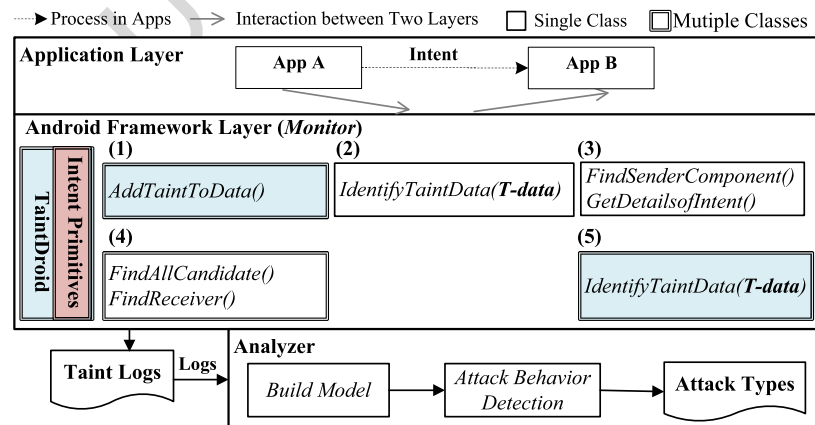 Process in Apps
Interaction between Two Layers
Single Class
Mutiple Classes
Application Layer
App A
Intent
App B
Android Framework Layer (Monitor)
TaintDroid
Intent Primitives
(1)
AddTaintToData()
(2)
IdentifyTaintData(T-data)
(3)
FindSenderComponent()
GetDetailsofIntent()
(4)
FindAllCandidate()
FindReceiver()
(5)
IdentifyTaintData(T-data)
Taint Logs
Logs
Analyzer
Build Model
Attack Behavior
Detection
Attack Types